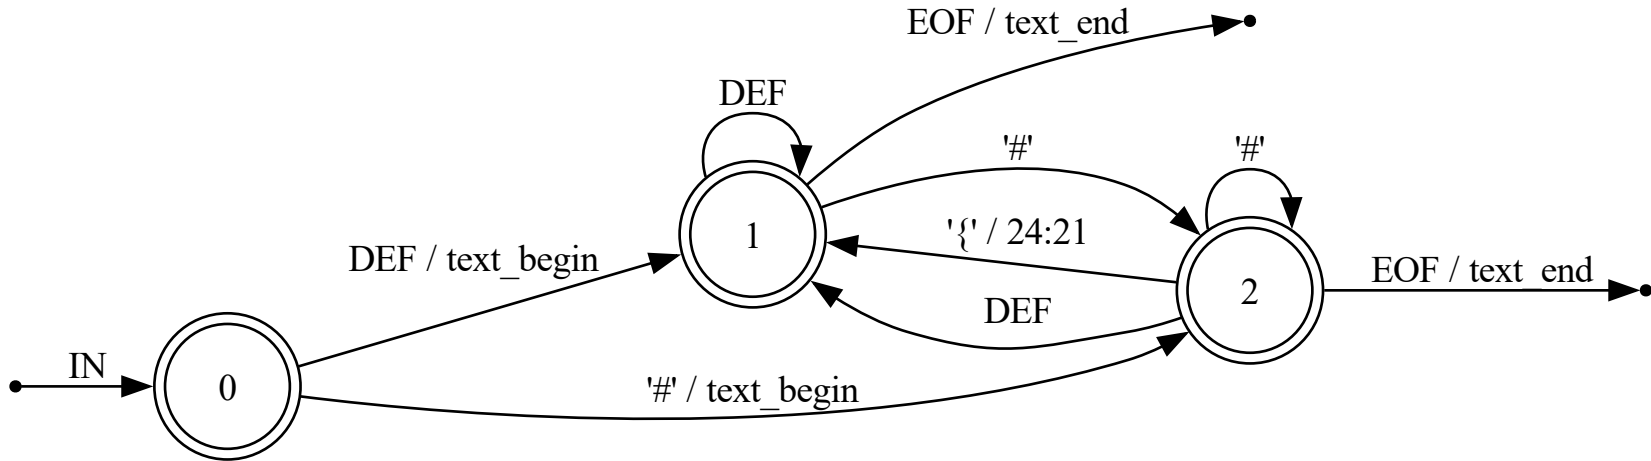 EOF / text_end
DEF
'#'
'#'
1
'{' / 24:21
DEF / text_begin
EOF / text_end
2
DEF
IN
0
'#' / text_begin